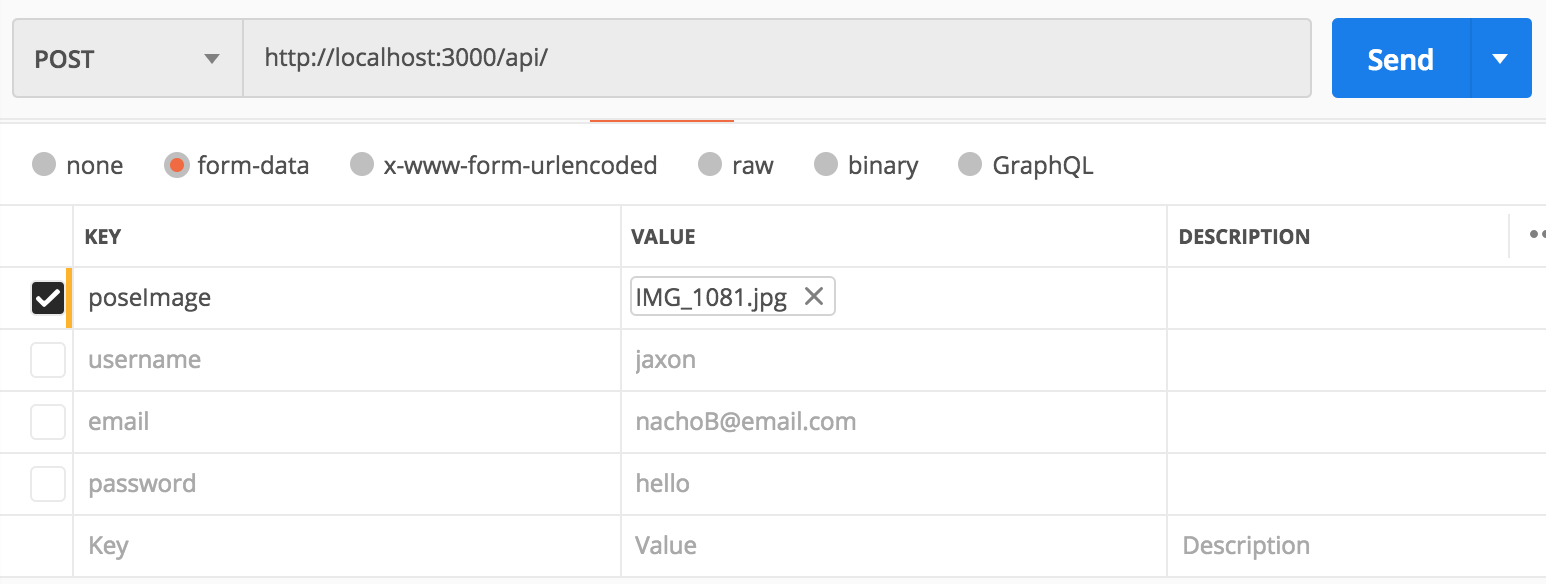 POST http://localhost:3000/api/ Send
none form-data x-www-form-urlencoded raw binary GraphQL
KEY VALUE DESCRIPTION
poseImage IMG_1081.jpg
username jaxon
email nachoB@email.com
password hello
Key Value Description